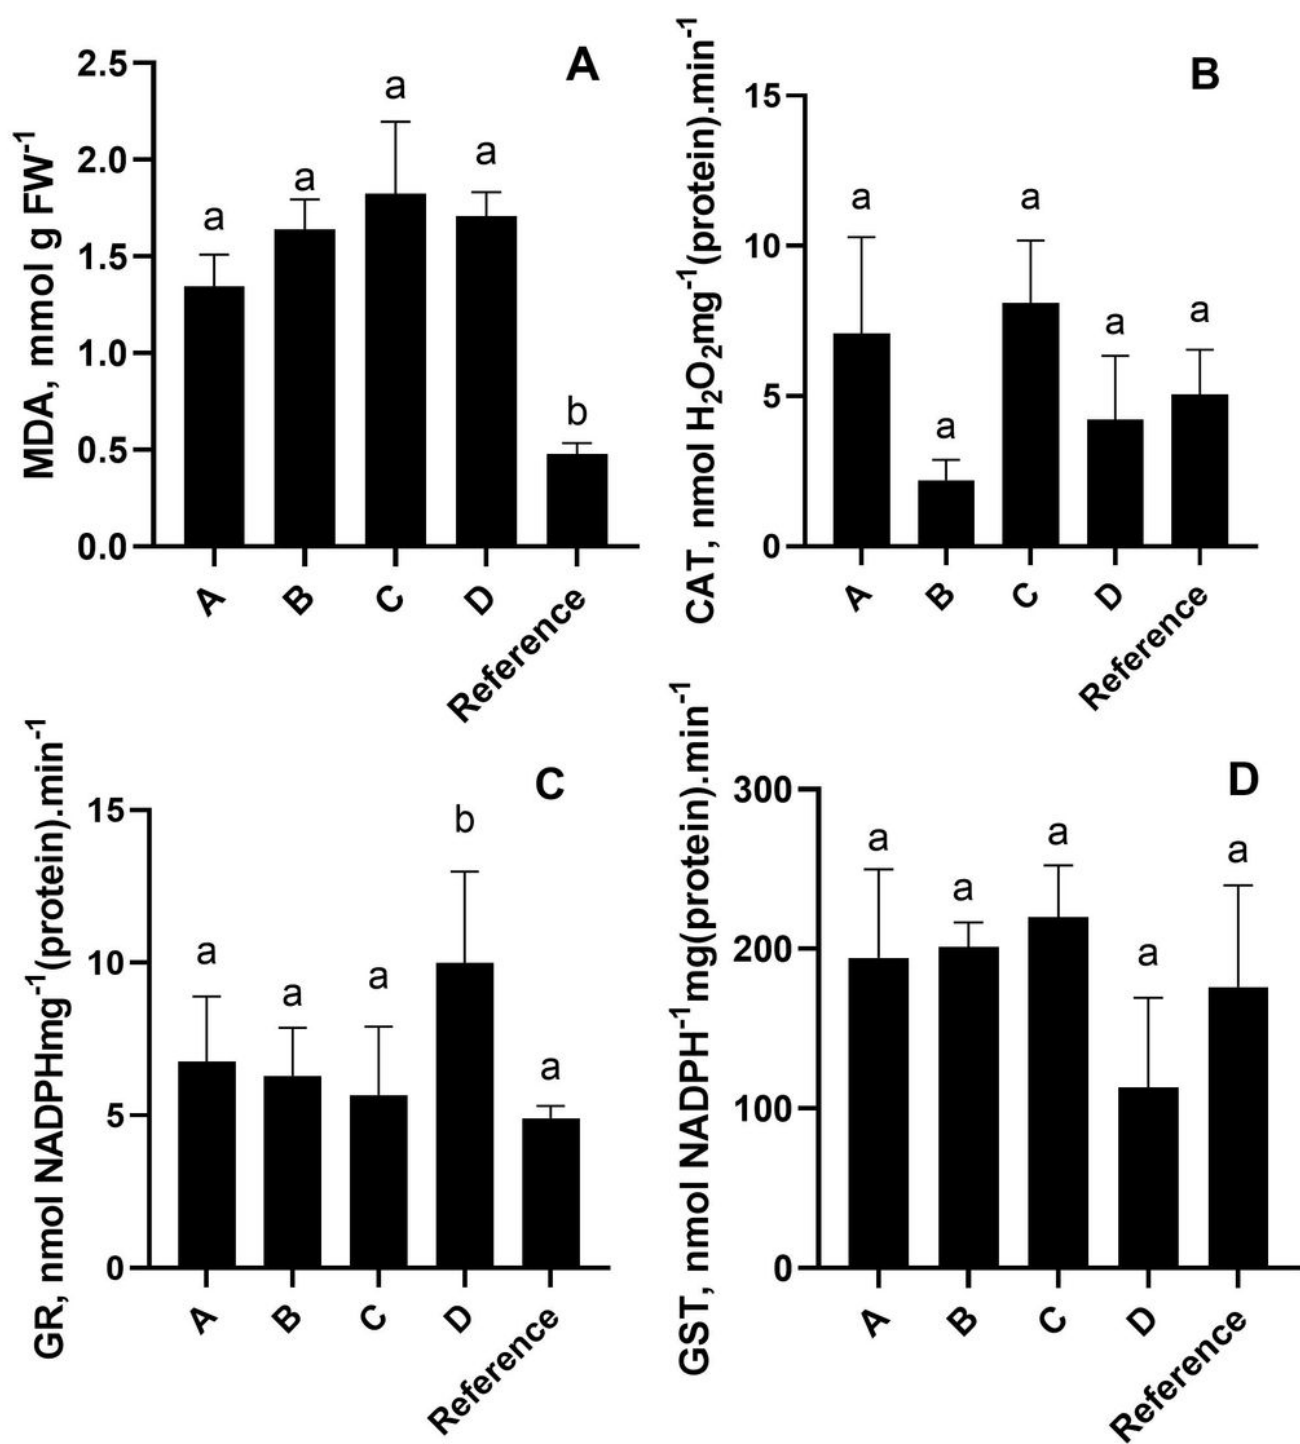 A
MDA, mmol g FW⁻¹
2.5
2.0
1.5
1.0
0.5
0.0
a
a
a
a
b
A
B
C
D
Reference
B
CAT, nmol H₂O₂mg⁻¹(protein).min⁻¹
15
10
5
0
a
a
a
a
a
A
B
C
D
Reference
C
GR, nmol NADPHmg⁻¹(protein).min⁻¹
15
10
5
0
a
a
a
b
a
A
B
C
D
Reference
D
GST, nmol NADPH⁻¹mg(protein).min⁻¹
300
200
100
0
a
a
a
a
a
A
B
C
D
Reference